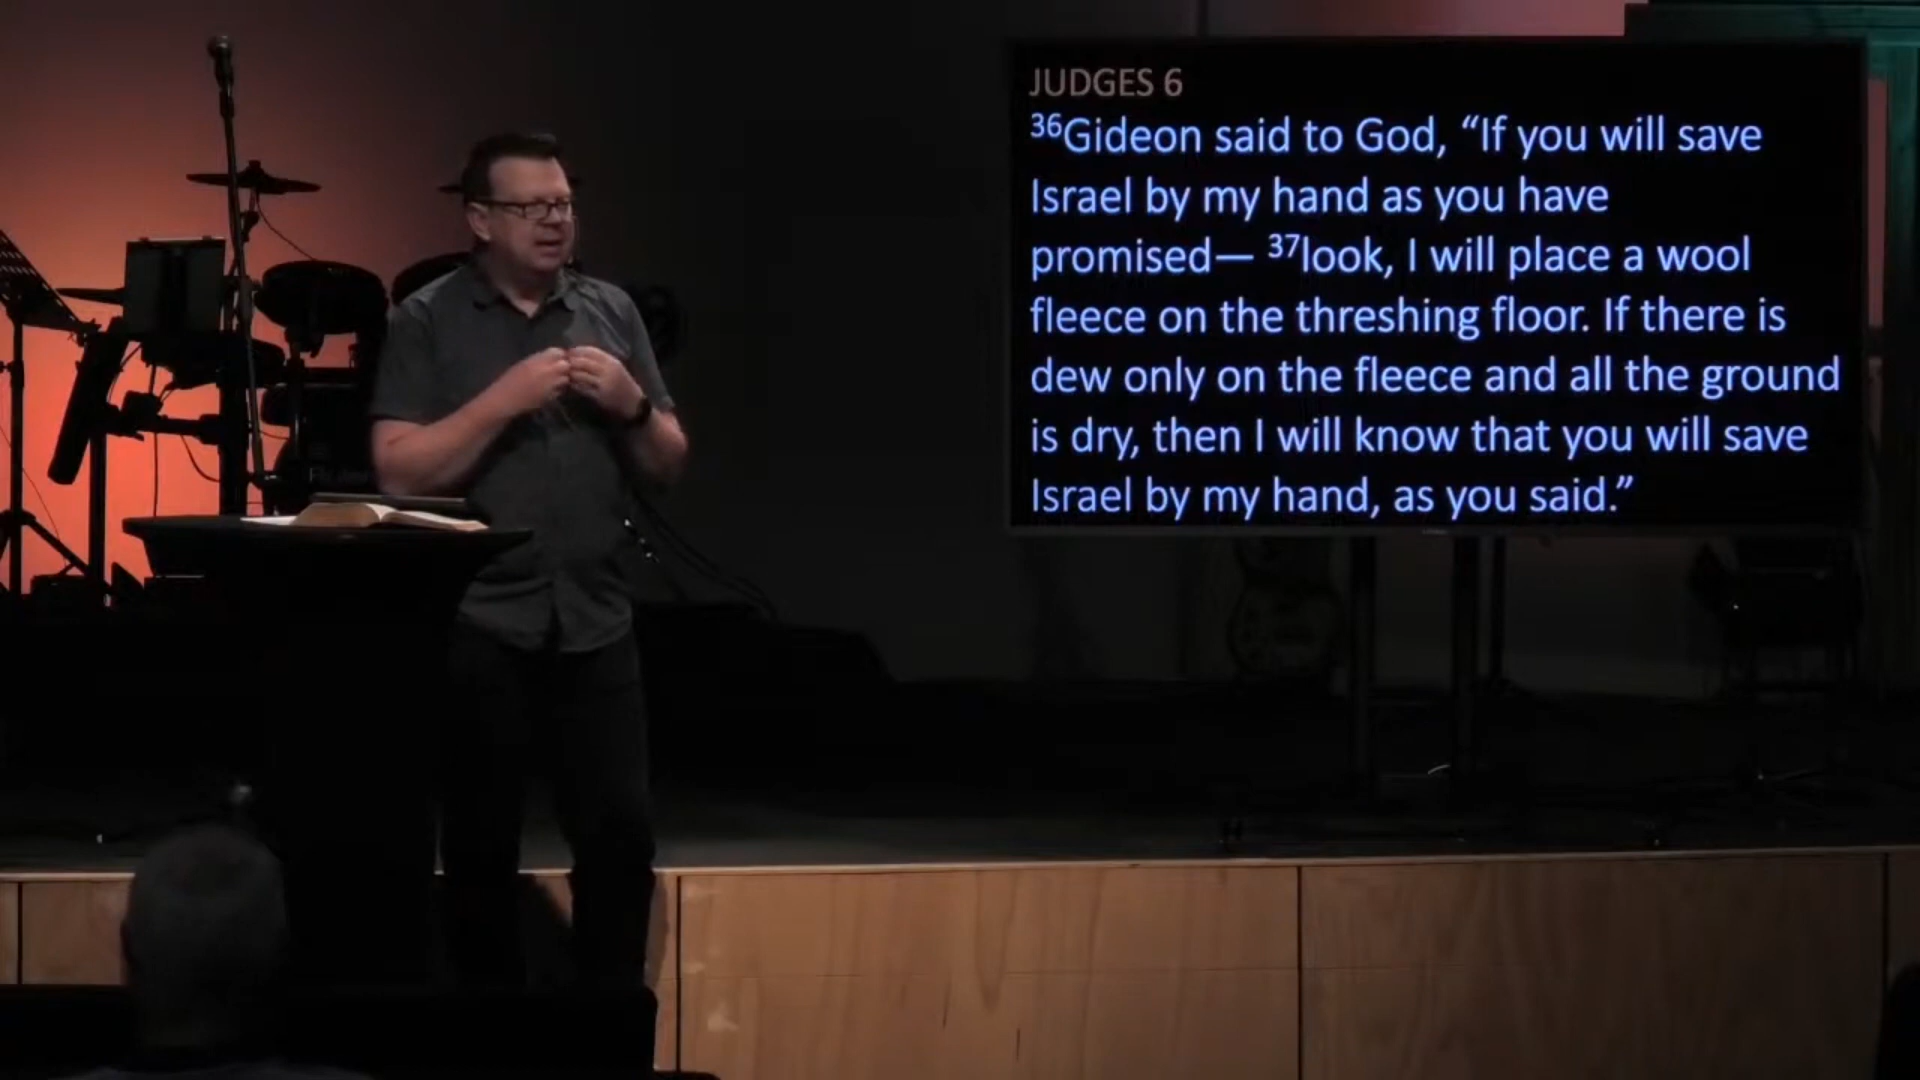 JUDGES 6
³⁶Gideon said to God, “If you will save
Israel by my hand as you have
promised— ³⁷look, I will place a wool
fleece on the threshing floor. If there is
dew only on the fleece and all the ground
is dry, then I will know that you will save
Israel by my hand, as you said.”